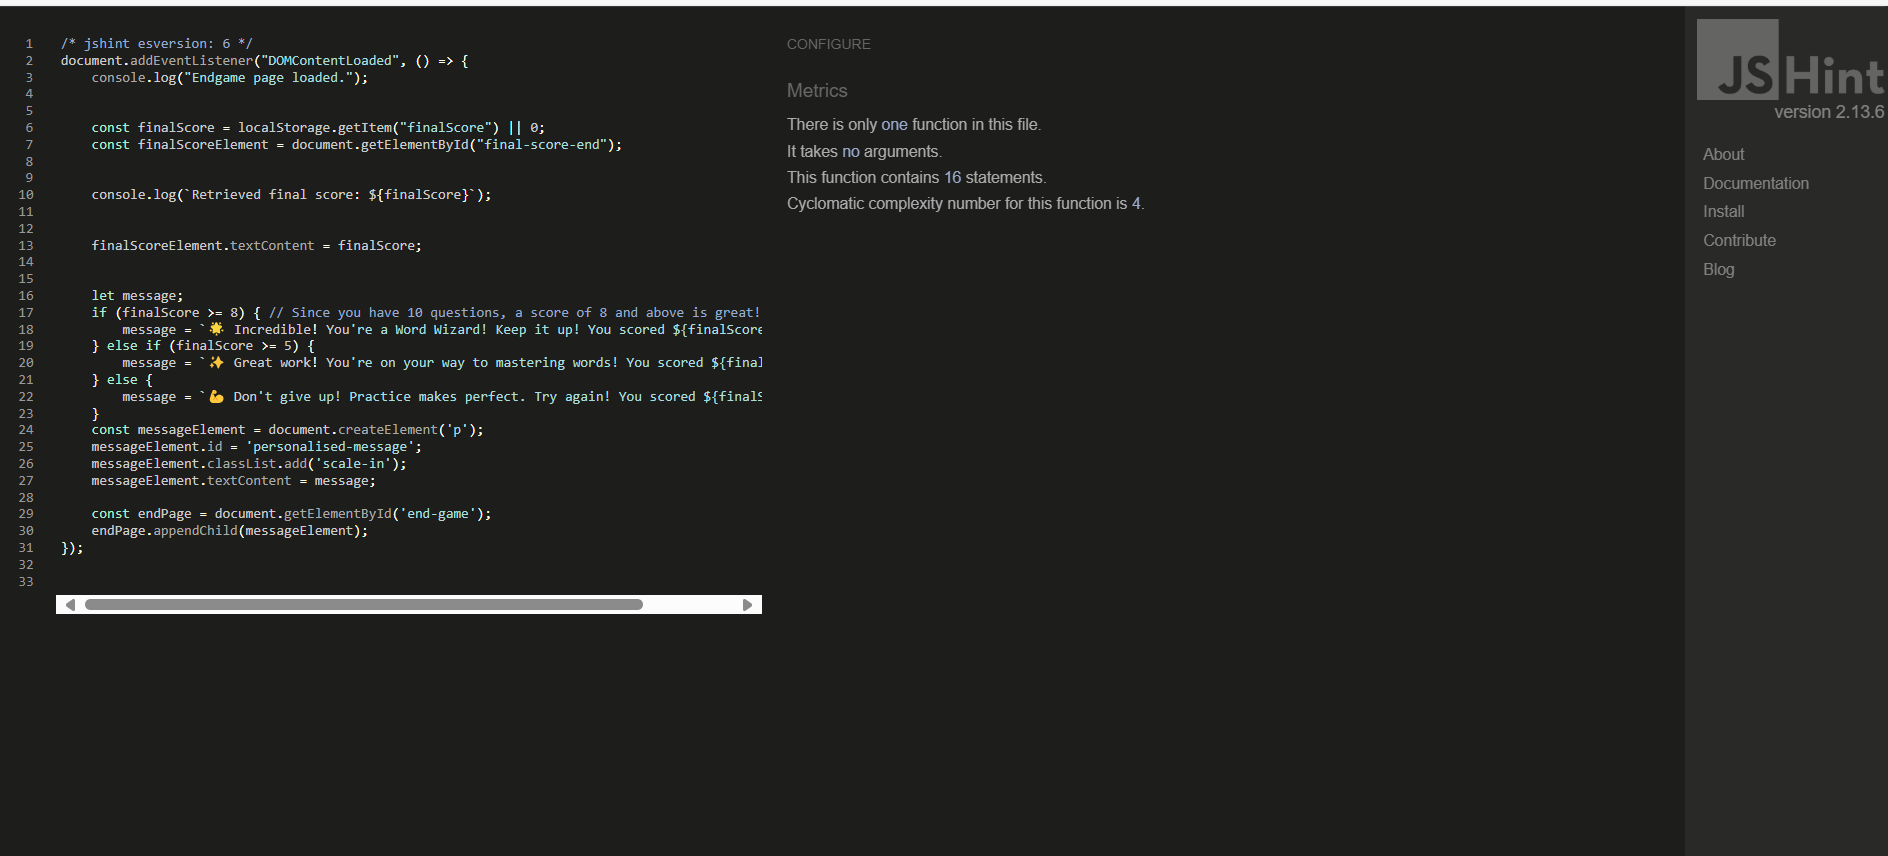 1 /* jshint esversion: 6 */
2 document.addEventListener("DOMContentLoaded", () => {
3 console.log("Endgame page loaded.");
4
5
6 const finalScore = localStorage.getItem("finalScore") || 0;
7 const finalScoreElement = document.getElementById("final-score-end");
8
9
10 console.log(`Retrieved final score: ${finalScore}`);
11
12
13 finalScoreElement.textContent = finalScore;
14
15
16 let message;
17 if (finalScore >= 8) { // Since you have 10 questions, a score of 8 and above is great!
18 message = `🌟 Incredible! You're a Word Wizard! Keep it up! You scored ${finalScore
19 } else if (finalScore >= 5) {
20 message = `✨ Great work! You're on your way to mastering words! You scored ${final
21 } else {
22 message = `💪 Don't give up! Practice makes perfect. Try again! You scored ${finalS
23 }
24 const messageElement = document.createElement('p');
25 messageElement.id = 'personalised-message';
26 messageElement.classList.add('scale-in');
27 messageElement.textContent = message;
28
29 const endPage = document.getElementById('end-game');
30 endPage.appendChild(messageElement);
31 });
32
33
CONFIGURE
Metrics
There is only one function in this file.
It takes no arguments.
This function contains 16 statements.
Cyclomatic complexity number for this function is 4.
JSHint
version 2.13.6
About
Documentation
Install
Contribute
Blog